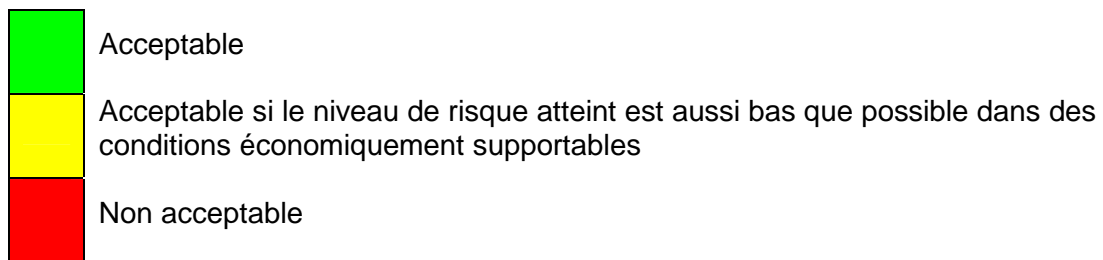 Acceptable
Acceptable si le niveau de risque atteint est aussi bas que possible dans des
conditions économiquement supportables
Non acceptable